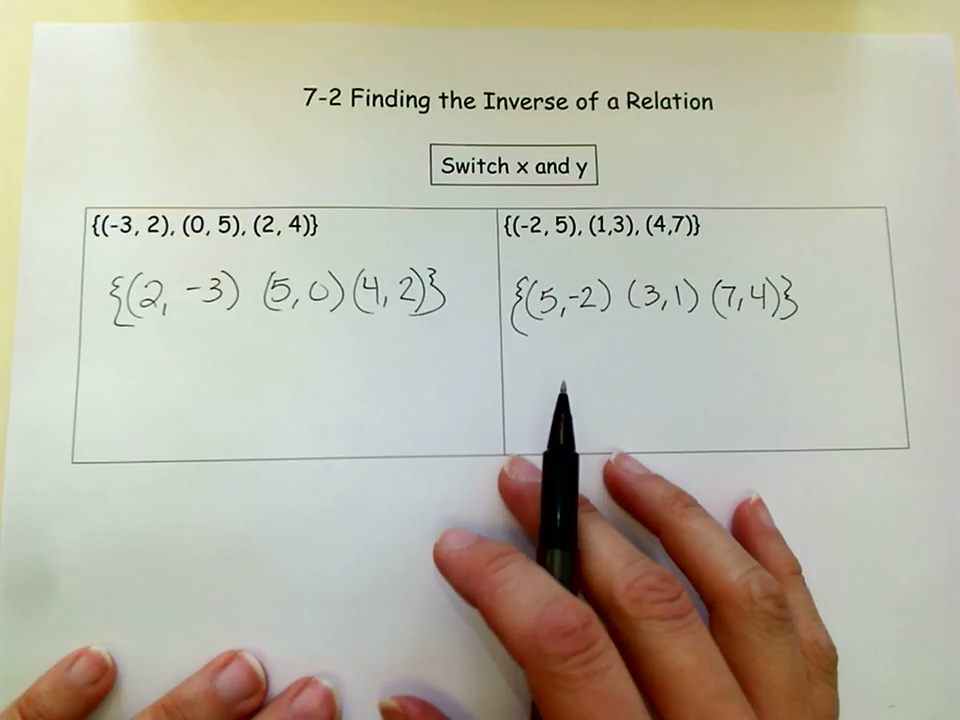 7-2 Finding the Inverse of a Relation
Switch x and y
{(-3, 2), (0, 5), (2, 4)}
{(2, -3) (5,0) (4,2)}
{(-2, 5), (1,3), (4,7)}
{(5,-2) (3,1) (7,4)}